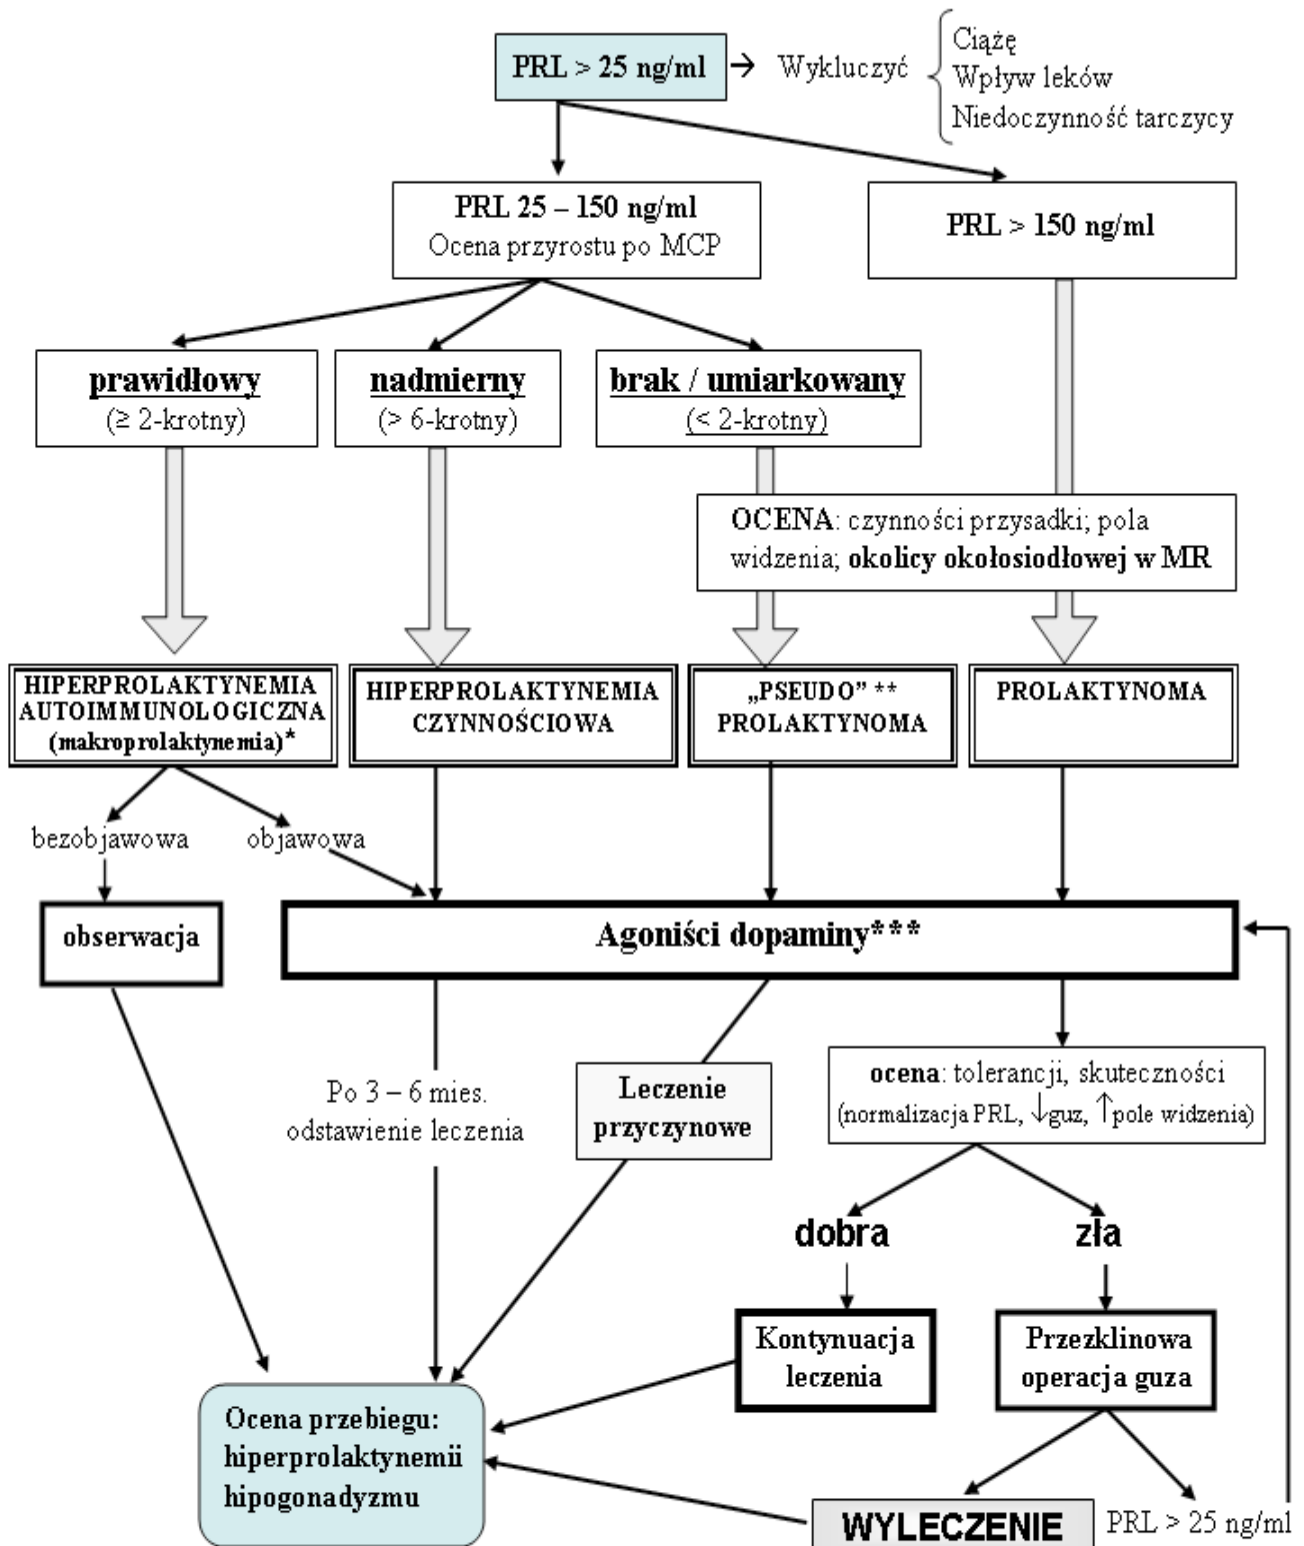 PRL > 25 ng/ml → Wykluczyć
Ciążę
Wpływ leków
Niedoczynność tarczycy
PRL 25 – 150 ng/ml
Ocena przyrostu po MCP
PRL > 150 ng/ml
prawidłowy
(≥ 2-krotny)
nadmierny
(> 6-krotny)
brak / umiarkowany
(< 2-krotny)
OCENA: czynności przysadki; pola
widzenia; okolicy okołosiodłowej w MR
HIPERPROLAKTYNEMIA
AUTOIMMUNOLOGICZNA
(makroprolaktynemia)*
HIPERPROLAKTYNEMIA
CZYNNOŚCIOWA
„PSEUDO” **
PROLAKTYNOMA
PROLAKTYNOMA
bezobjawowa
objawowa
obserwacja
Agoniści dopaminy***
Po 3 – 6 mies.
odstawienie leczenia
Leczenie
przyczynowe
ocena: tolerancji, skuteczności
(normalizacja PRL, ↓guz, ↑pole widzenia)
dobra
zła
Kontynuacja
leczenia
Przezklinowa
operacja guza
Ocena przebiegu:
hiperprolaktynemii
hipogonadyzmu
WYLECZENIE
PRL > 25 ng/ml